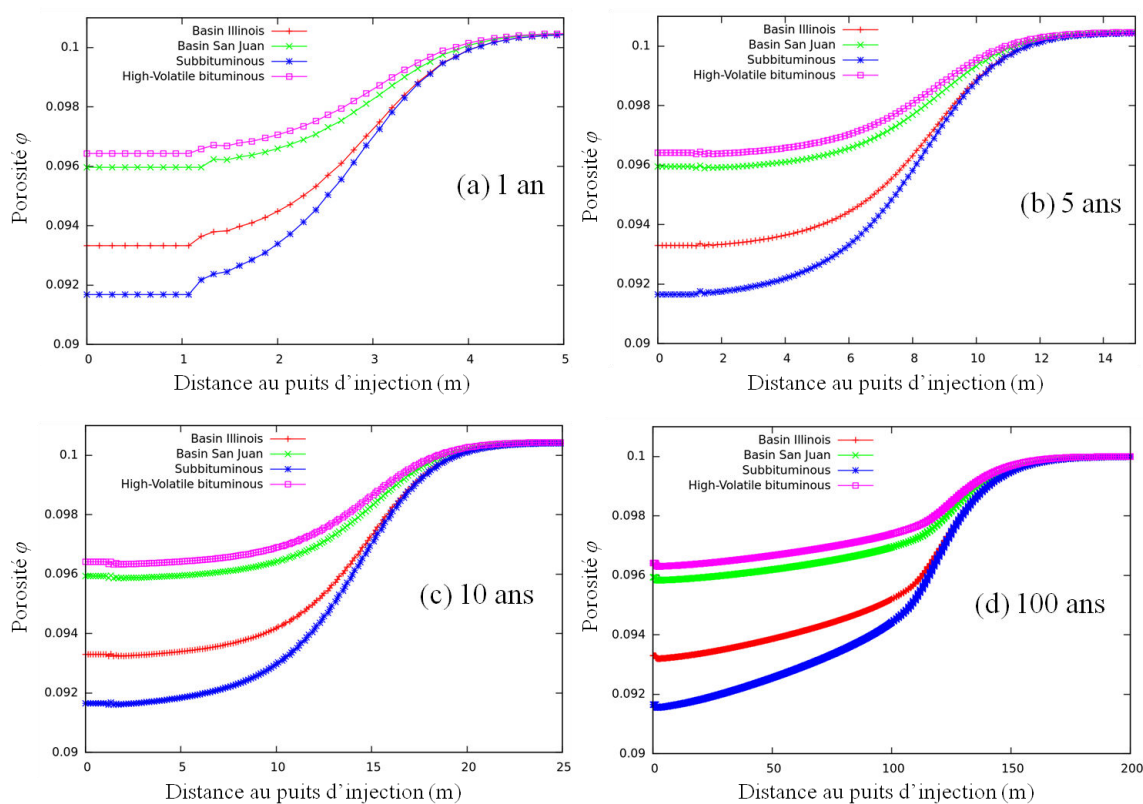 Basin Illinois
Basin San Juan
Subbituminous
High-Volatile bituminous
Porosité φ
0.1
0.098
0.096
0.094
0.092
0.09
(a) 1 an
0 1 2 3 4 5
Distance au puits d'injection (m)
Basin Illinois
Basin San Juan
Subbituminous
High-Volatile bituminous
Porosité φ
0.1
0.098
0.096
0.094
0.092
0.09
(b) 5 ans
0 2 4 6 8 10 12 14
Distance au puits d'injection (m)
Basin Illinois
Basin San Juan
Subbituminous
High-Volatile bituminous
Porosité φ
0.1
0.098
0.096
0.094
0.092
0.09
(c) 10 ans
0 5 10 15 20 25
Distance au puits d'injection (m)
Basin Illinois
Basin San Juan
Subbituminous
High-Volatile bituminous
Porosité φ
0.1
0.098
0.096
0.094
0.092
0.09
(d) 100 ans
0 50 100 150 200
Distance au puits d'injection (m)